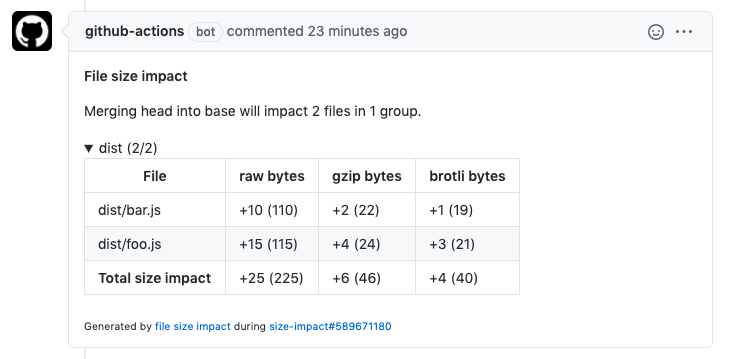 github-actions bot commented 23 minutes ago
File size impact
Merging head into base will impact 2 files in 1 group.
▼ dist (2/2)
File raw bytes gzip bytes brotli bytes
dist/bar.js +10 (110) +2 (22) +1 (19)
dist/foo.js +15 (115) +4 (24) +3 (21)
Total size impact +25 (225) +6 (46) +4 (40)
Generated by file size impact during size-impact#589671180